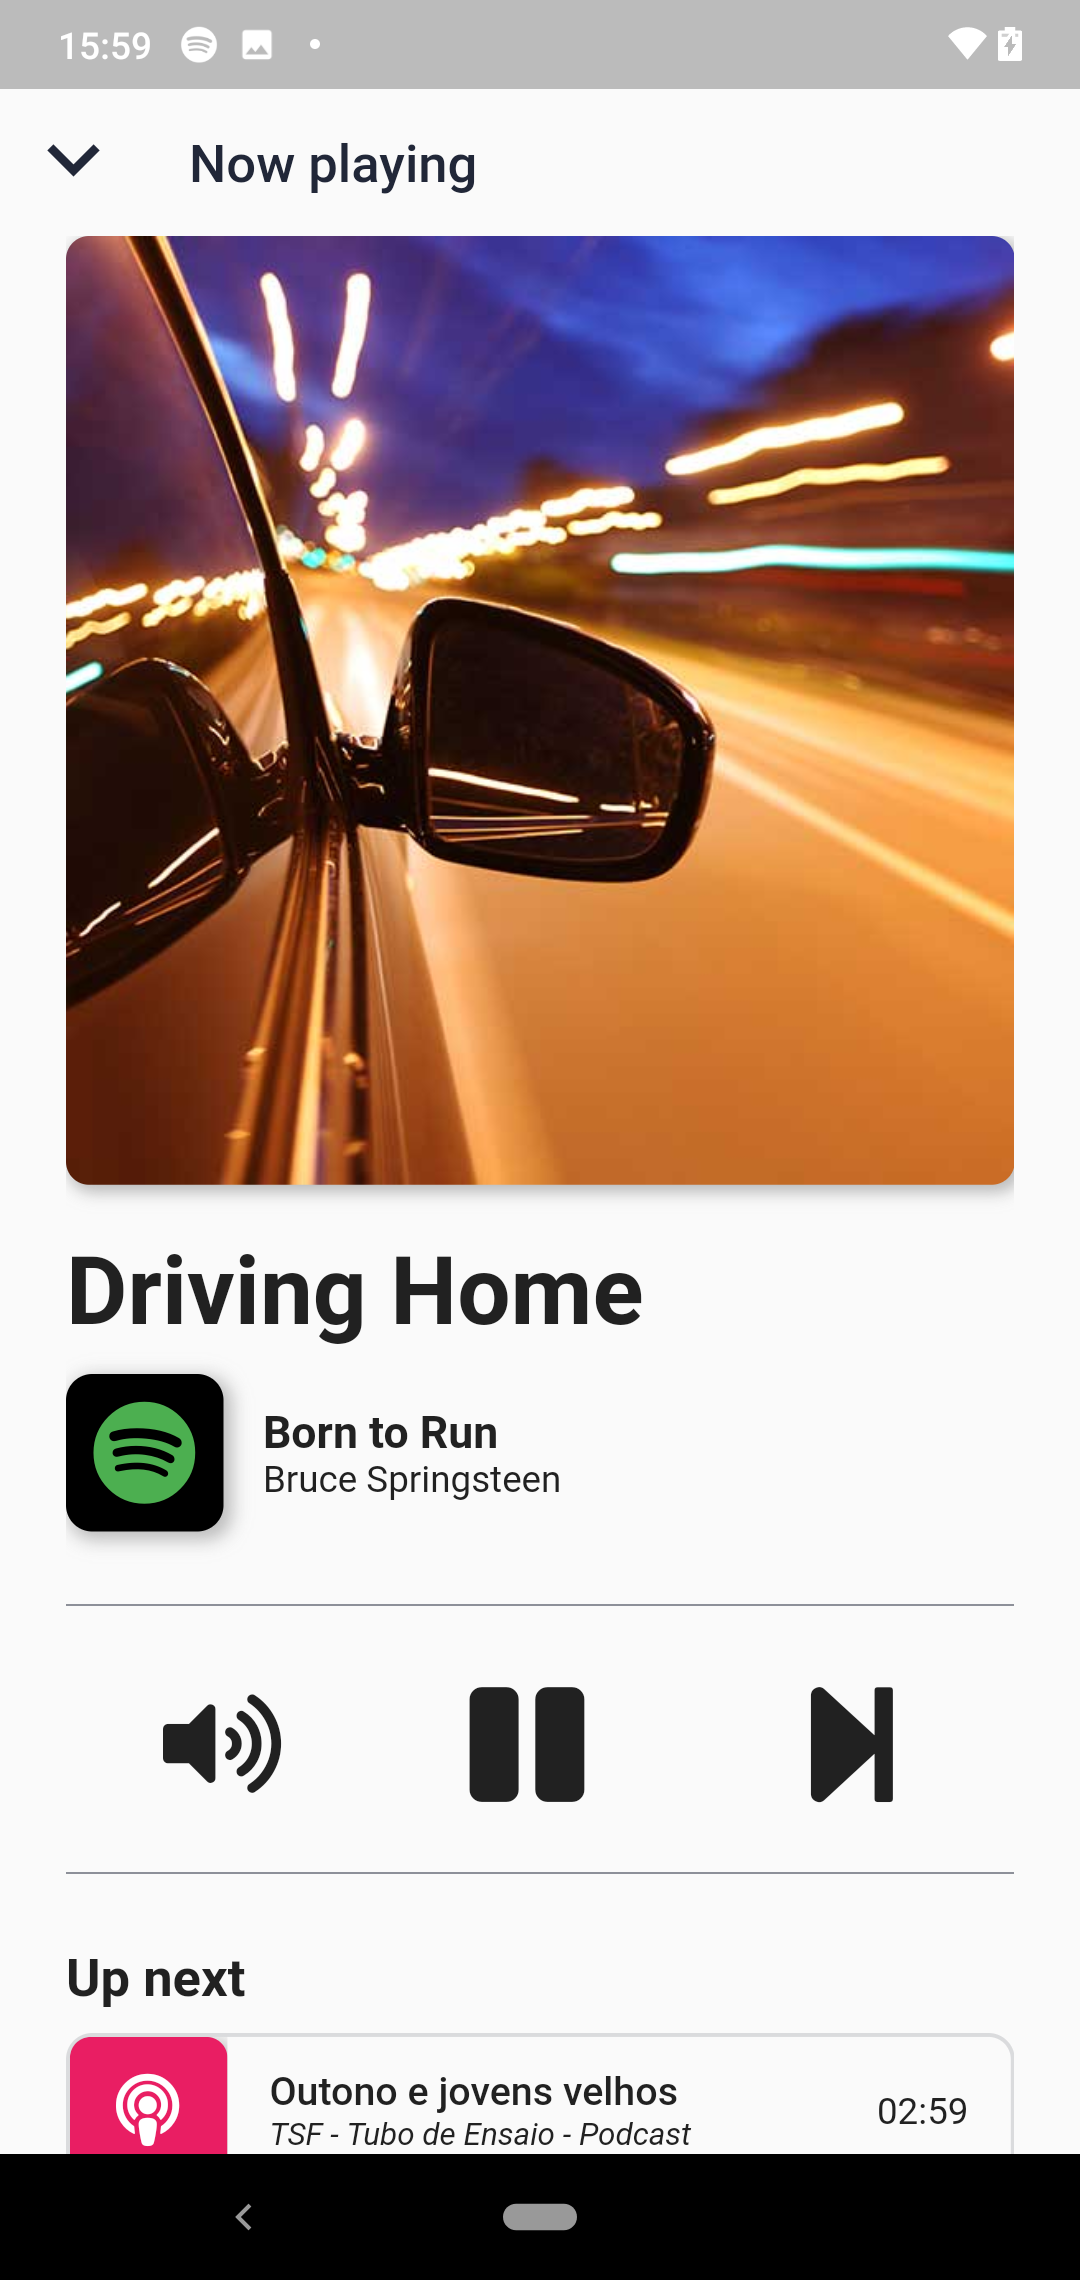 15:59
Now playing
Driving Home
Born to Run
Bruce Springsteen
Up next
Outono e jovens velhos
TSF - Tubo de Ensaio - Podcast
02:59